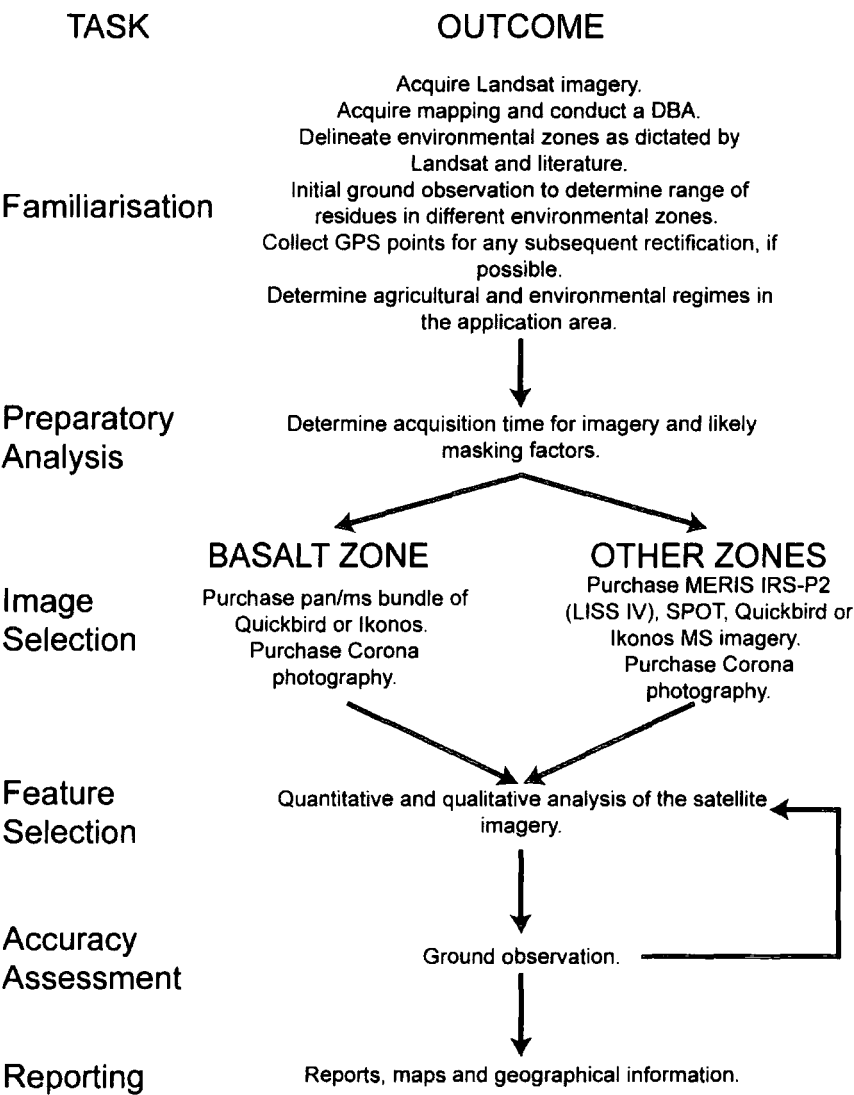 TASK
OUTCOME
Familiarisation
Acquire Landsat imagery.
Acquire mapping and conduct a DBA.
Delineate environmental zones as dictated by
Landsat and literature.
Initial ground observation to determine range of
residues in different environmental zones.
Collect GPS points for any subsequent rectification, if
possible.
Determine agricultural and environmental regimes in
the application area.
Preparatory
Analysis
Determine acquisition time for imagery and likely
masking factors.
Image
Selection
BASALT ZONE
Purchase pan/ms bundle of
Quickbird or Ikonos.
Purchase Corona
photography.
OTHER ZONES
Purchase MERIS IRS-P2
(LISS IV), SPOT, Quickbird or
Ikonos MS imagery.
Purchase Corona
photography.
Feature
Selection
Quantitative and qualitative analysis of the satellite
imagery.
Accuracy
Assessment
Ground observation.
Reporting
Reports, maps and geographical information.